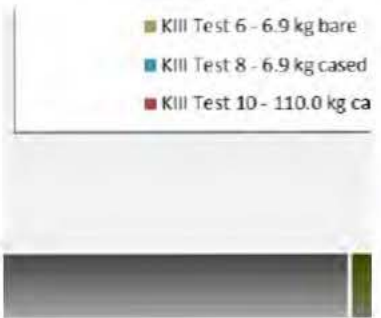 KIII Test 6 - 6.9 kg bare
KIII Test 8 - 6.9 kg cased
KIII Test 10 - 110.0 kg ca